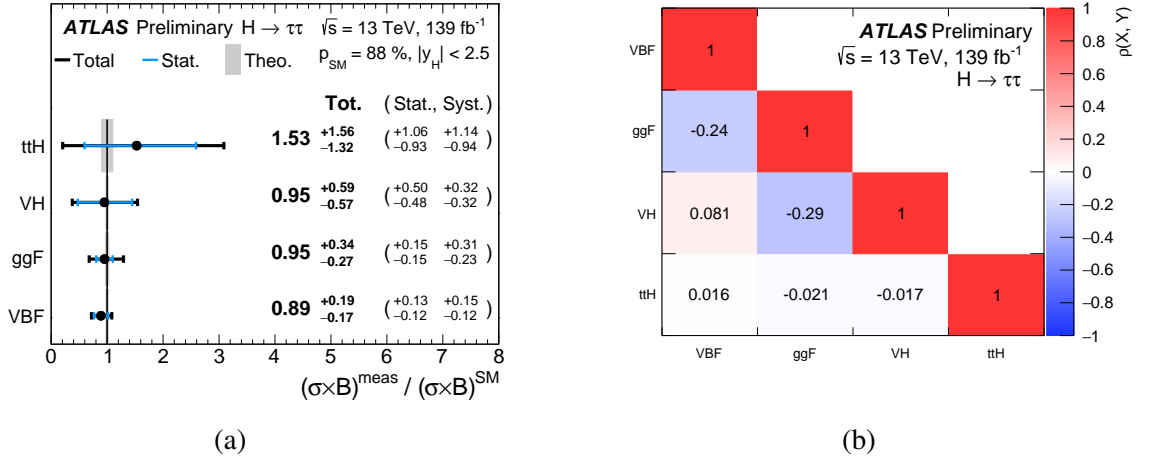 ATLAS Preliminary H → ττ √s = 13 TeV, 139 fb⁻¹
Total Stat. Theo. p_SM = 88 %, |y_H| < 2.5
Tot. ( Stat., Syst. )
ttH 1.53 +1.56 −1.32 ( +1.06 −0.93 +1.14 −0.94 )
VH 0.95 +0.59 −0.57 ( +0.50 −0.48 +0.32 −0.32 )
ggF 0.95 +0.34 −0.27 ( +0.15 −0.15 +0.31 −0.23 )
VBF 0.89 +0.19 −0.17 ( +0.13 −0.12 +0.15 −0.12 )
0 1 2 3 4 5 6 7 8
(σ×B)^meas / (σ×B)^SM
(a)
ATLAS Preliminary
√s = 13 TeV, 139 fb⁻¹
H → ττ
VBF 1
ggF -0.24 1
VH 0.081 -0.29 1
ttH 0.016 -0.021 -0.017 1
VBF ggF VH ttH
1
0.8
0.6
0.4
0.2
0
−0.2
−0.4
−0.6
−0.8
−1
ρ(X, Y)
(b)